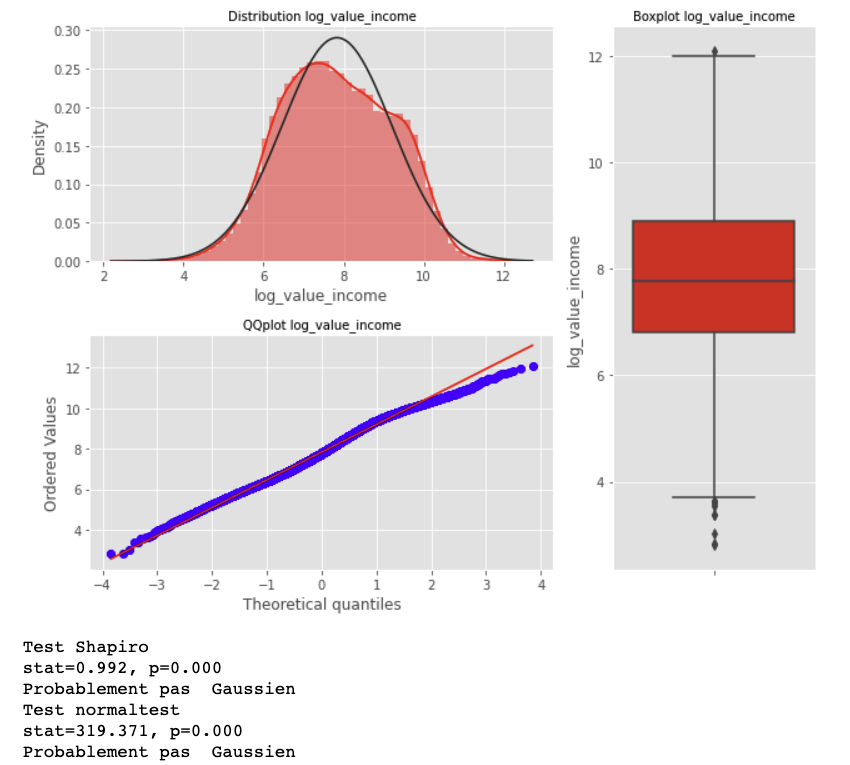 Distribution log_value_income
0.30
0.25
0.20
0.15
0.10
0.05
0.00
Density
2 4 6 8 10 12
log_value_income
QQplot log_value_income
12
10
8
6
4
Ordered Values
−4 −3 −2 −1 0 1 2 3 4
Theoretical quantiles
Boxplot log_value_income
12
10
8
6
4
log_value_income
Test Shapiro
stat=0.992, p=0.000
Probablement pas  Gaussien
Test normaltest
stat=319.371, p=0.000
Probablement pas  Gaussien